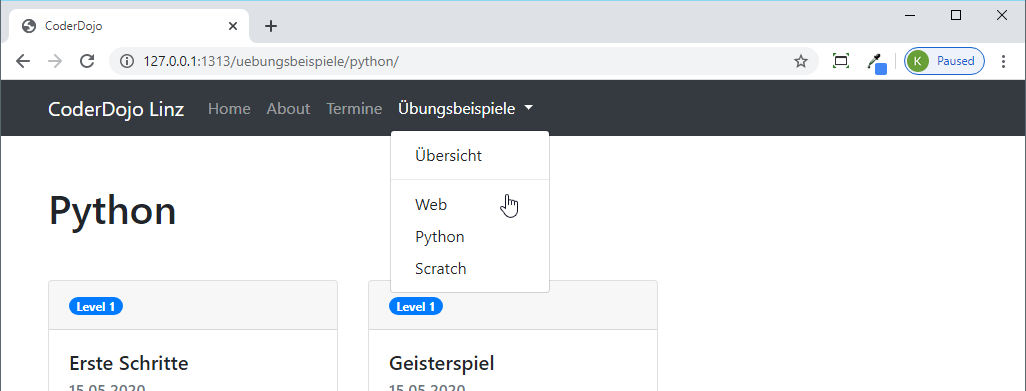 CoderDojo
127.0.0.1:1313/uebungsbeispiele/python/
K Paused
CoderDojo Linz Home About Termine Übungsbeispiele
Übersicht
Web
Python
Scratch
Python
Level 1
Erste Schritte
15.05.2020
Level 1
Geisterspiel
15.05.2020